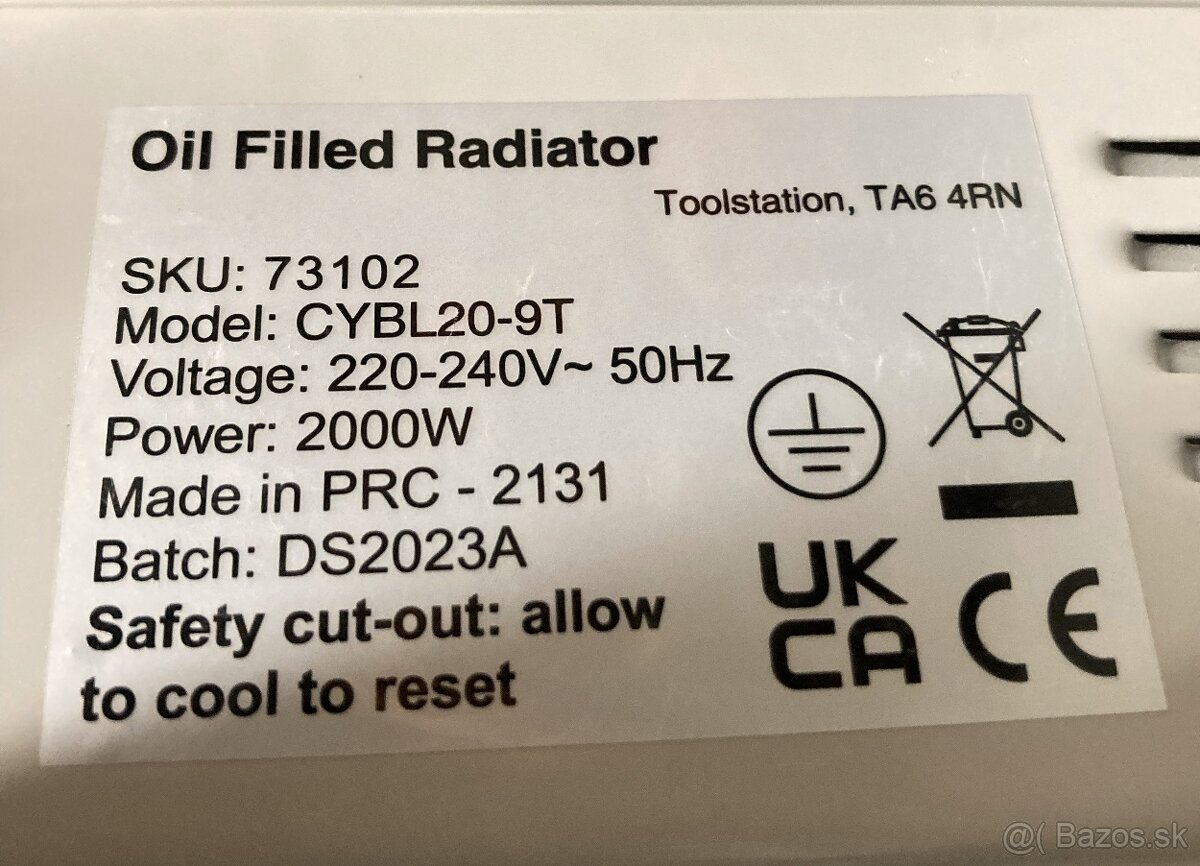 Oil Filled Radiator
Toolstation, TA6 4RN
SKU: 73102
Model: CYBL20-9T
Voltage: 220-240V~ 50Hz
Power: 2000W
Made in PRC - 2131
Batch: DS2023A
Safety cut-out: allow
to cool to reset
UK
CA
CE
@( Bazos.sk